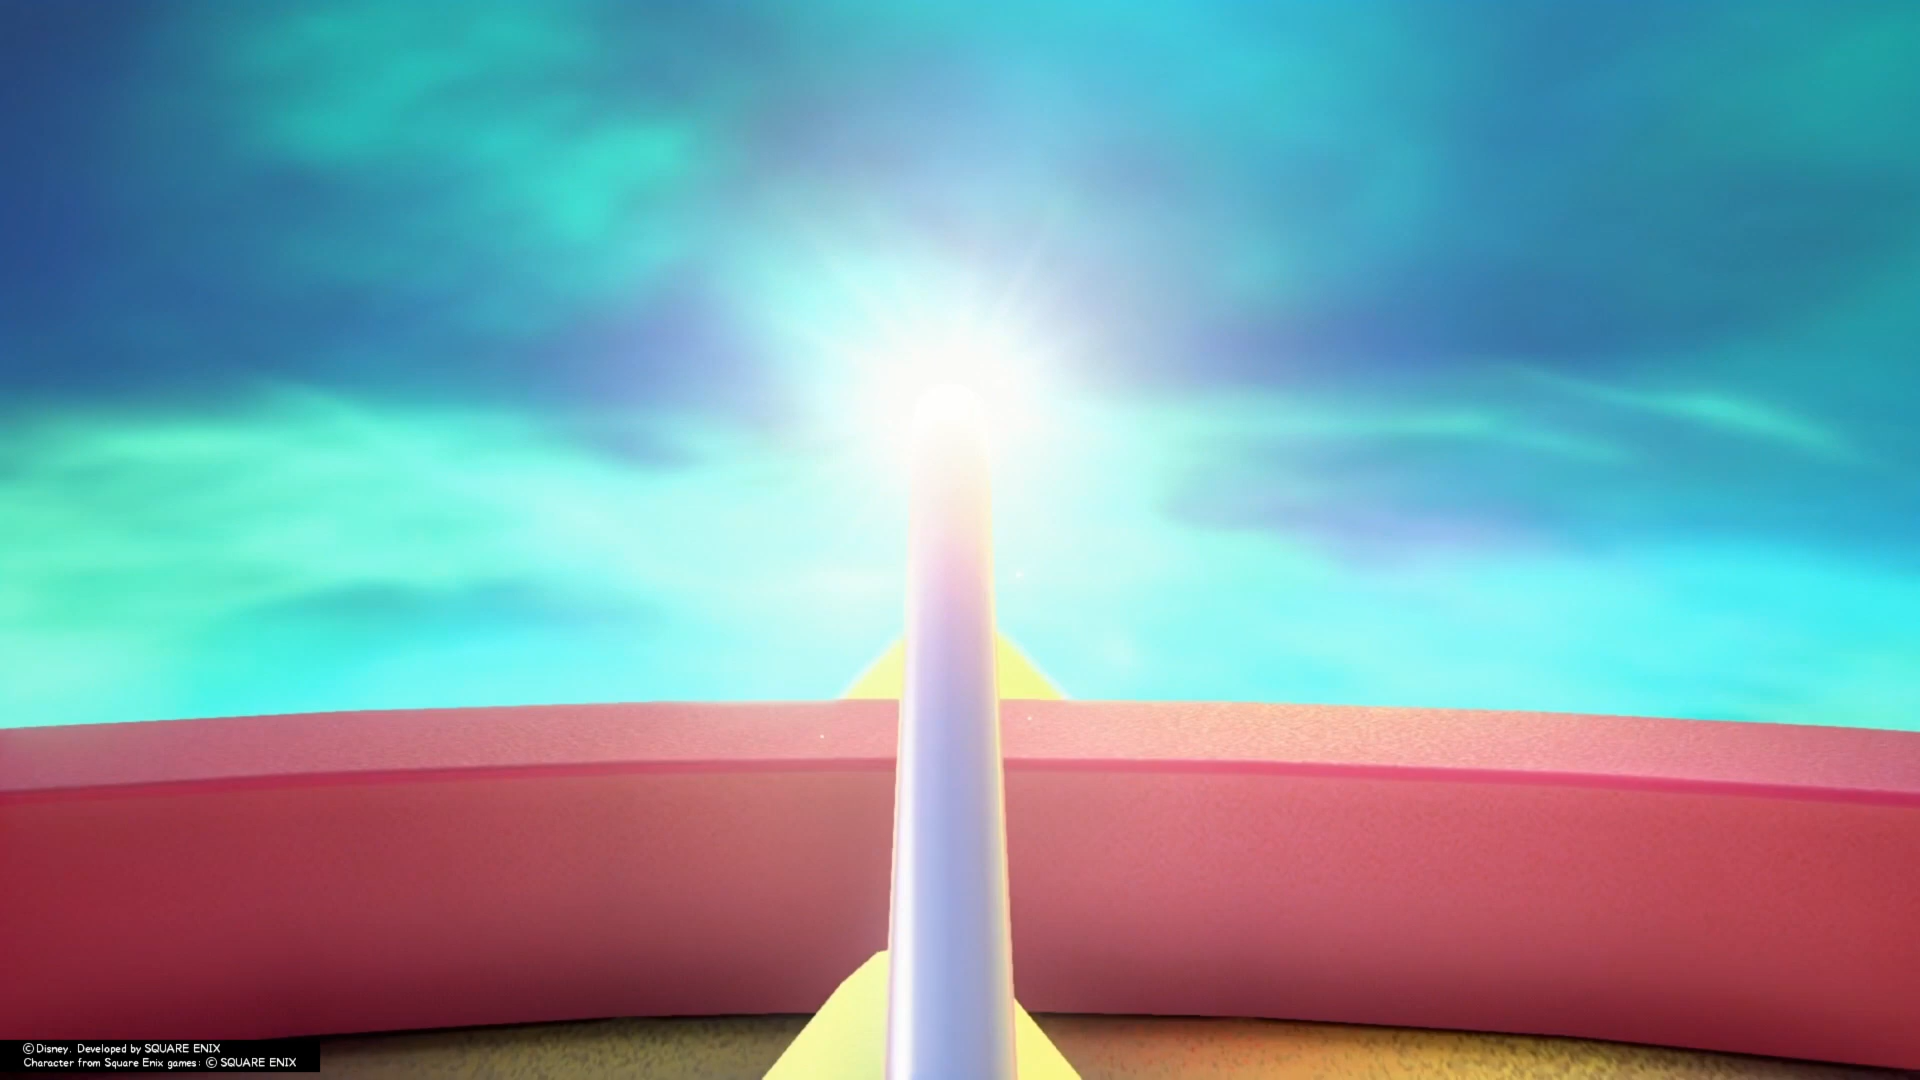 ©Disney. Developed by SQUARE ENIX
Character from Square Enix games: © SQUARE ENIX